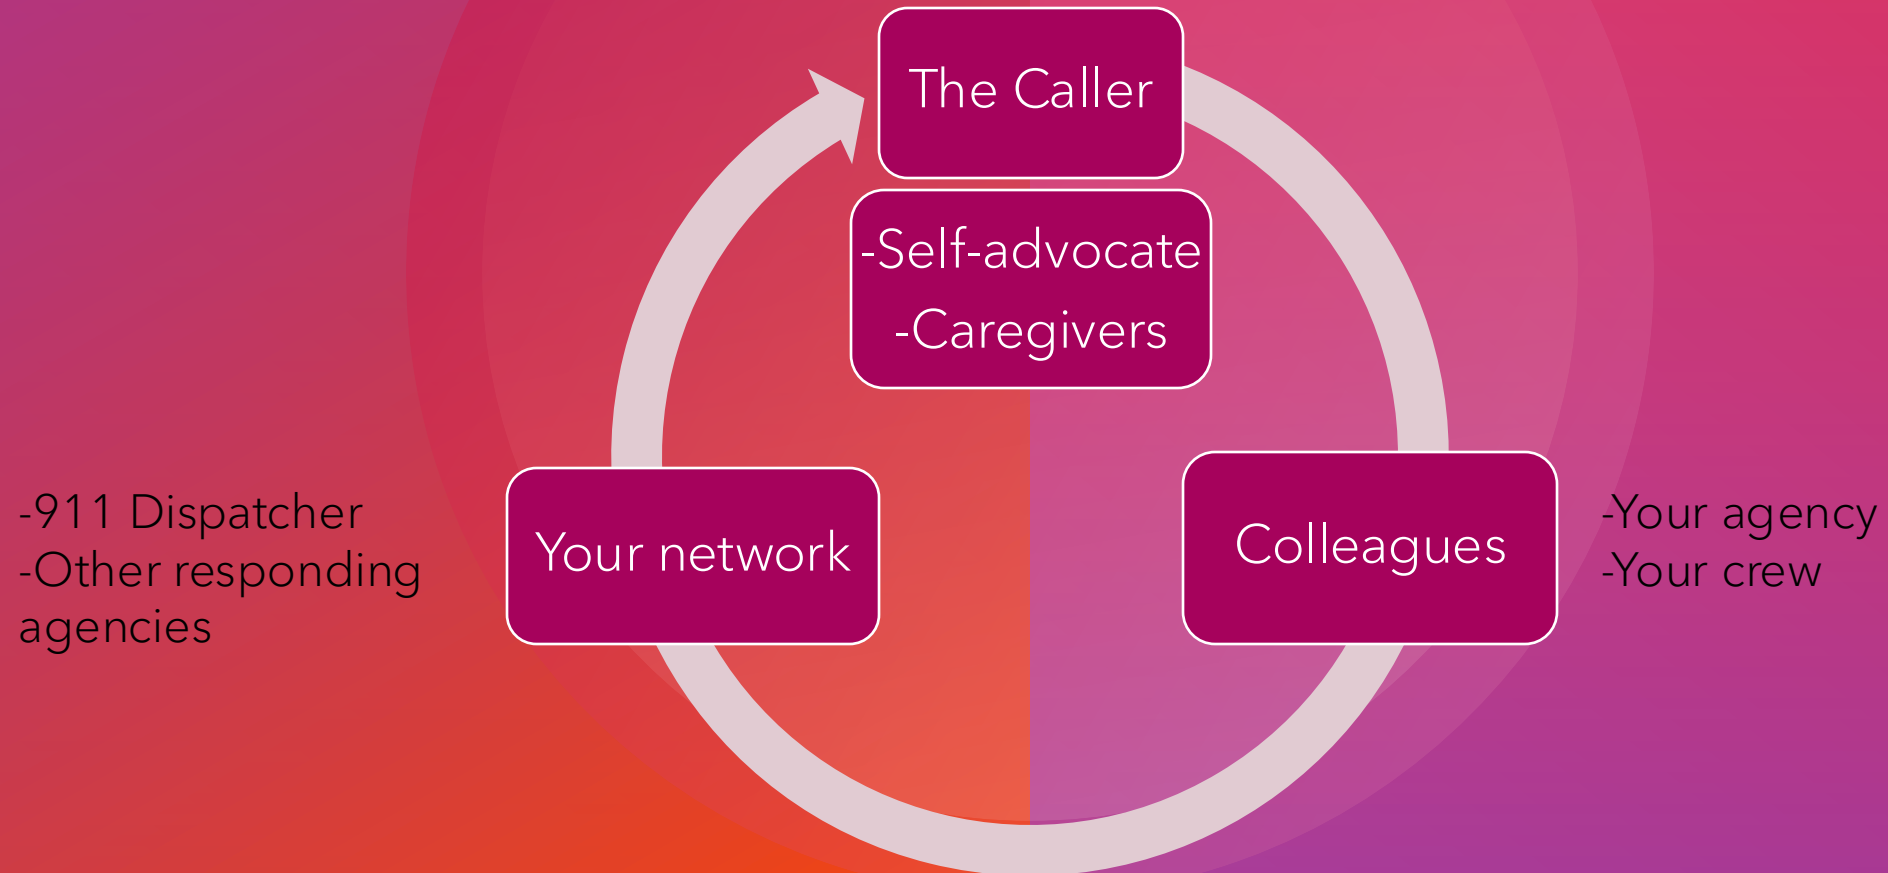 The Caller
-Self-advocate
-Caregivers
-911 Dispatcher
-Other responding
agencies
Your network
Colleagues
-Your agency
-Your crew